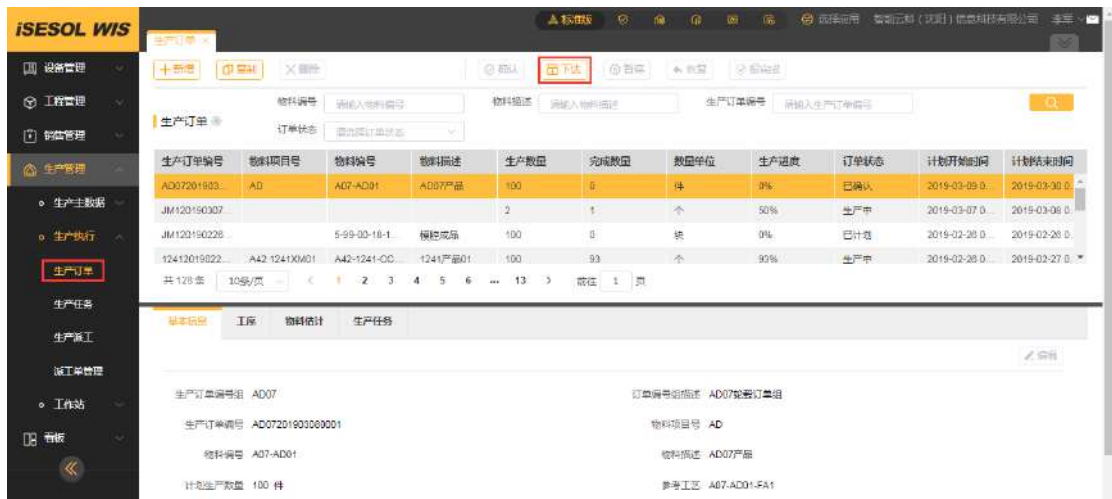 iSESOL WIS
标准版 选择应用 智能云科（沈阳）信息科技有限公司 李军
生产订单 ×
设备管理
工程管理
销售管理
生产管理
生产主数据
生产执行
生产订单
生产任务
生产派工
派工单管理
工作站
看板
+新增 复制 删除 确认 下达 暂停 恢复
生产订单
物料编号 请输入物料编号 物料描述 请输入物料描述 生产订单编号 请输入生产订单编号
订单状态 请选择订单状态
生产订单编号 物料项目号 物料编号 物料描述 生产数量 完成数量 数量单位 生产进度 订单状态 计划开始时间 计划结束时间
AD07201903... AD A07-AD01 AD07产品 100 0 件 0% 已确认 2019-03-09 0... 2019-03-30 0...
JM120190307... 2 1 个 50% 生产中 2019-03-07 0... 2019-03-08 0...
JM120190226... 5-99-00-18-1... 模腔成品 100 0 块 0% 已计划 2019-02-26 0... 2019-02-26 0...
12412019022... A42-1241XM01 A42-1241-CC... 1241产品01 100 93 个 93% 生产中 2019-02-26 0... 2019-02-27 0...
共 128 条 10条/页 < 1 2 3 4 5 6 ... 13 > 前往 1 页
基本信息 工序 物料估计 生产任务
编辑
生产订单编号组 AD07 订单编号组描述 AD07轮毂订单组
生产订单编号 AD07201903080001 物料项目号 AD
物料编号 A07-AD01 物料描述 AD07产品
计划生产数量 100 件 参考工艺 A07-AD01-FA1